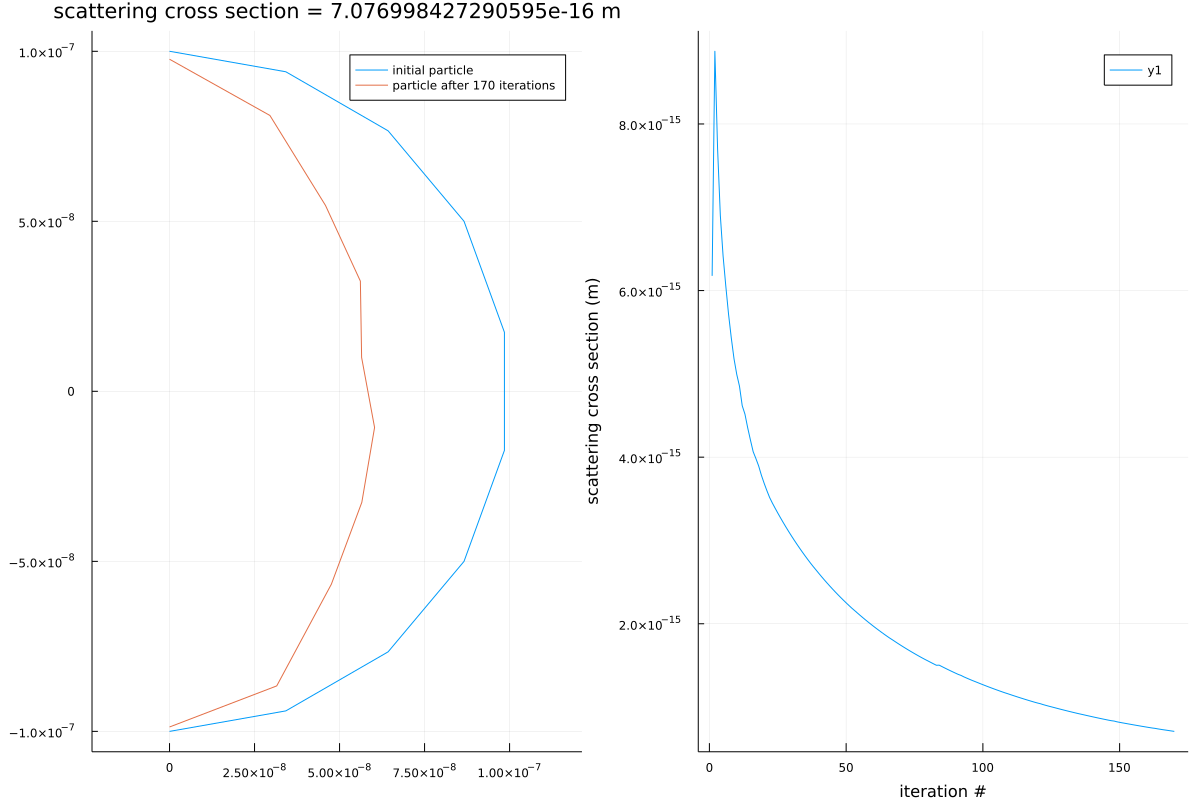 scattering cross section = 7.076998427290595e-16 m
initial particle
particle after 170 iterations
1.0×10⁻⁷
5.0×10⁻⁸
0
−5.0×10⁻⁸
−1.0×10⁻⁷
0 2.50×10⁻⁸ 5.00×10⁻⁸ 7.50×10⁻⁸ 1.00×10⁻⁷
y1
scattering cross section (m)
8.0×10⁻¹⁵
6.0×10⁻¹⁵
4.0×10⁻¹⁵
2.0×10⁻¹⁵
0 50 100 150
iteration #